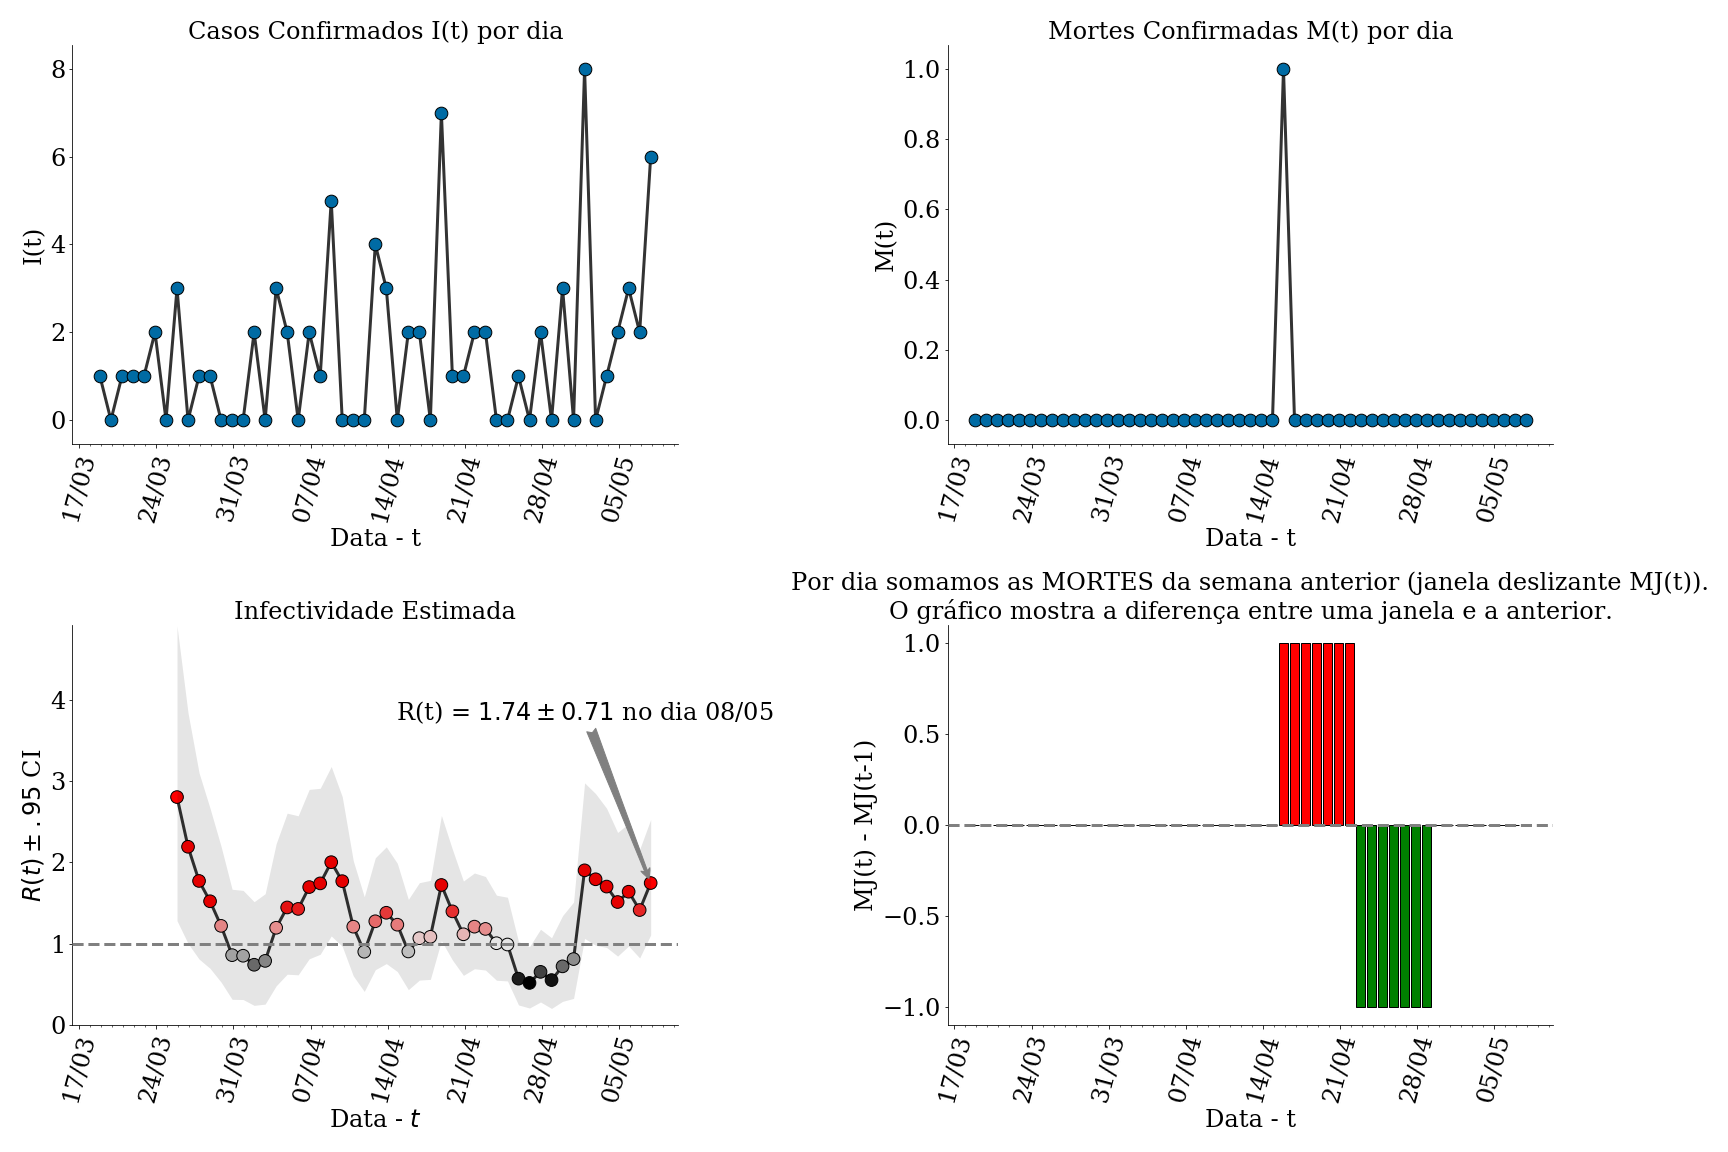 Casos Confirmados I(t) por dia
8
6
4
2
0
I(t)
17/03 24/03 31/03 07/04 14/04 21/04 28/04 05/05
Data - t
Mortes Confirmadas M(t) por dia
1.0
0.8
0.6
0.4
0.2
0.0
M(t)
17/03 24/03 31/03 07/04 14/04 21/04 28/04 05/05
Data - t
Infectividade Estimada
4
3
2
1
0
R(t) ± .95 CI
R(t) = 1.74 ± 0.71 no dia 08/05
17/03 24/03 31/03 07/04 14/04 21/04 28/04 05/05
Data - t
Por dia somamos as MORTES da semana anterior (janela deslizante MJ(t)).
O gráfico mostra a diferença entre uma janela e a anterior.
1.0
0.5
0.0
−0.5
−1.0
MJ(t) - MJ(t-1)
17/03 24/03 31/03 07/04 14/04 21/04 28/04 05/05
Data - t